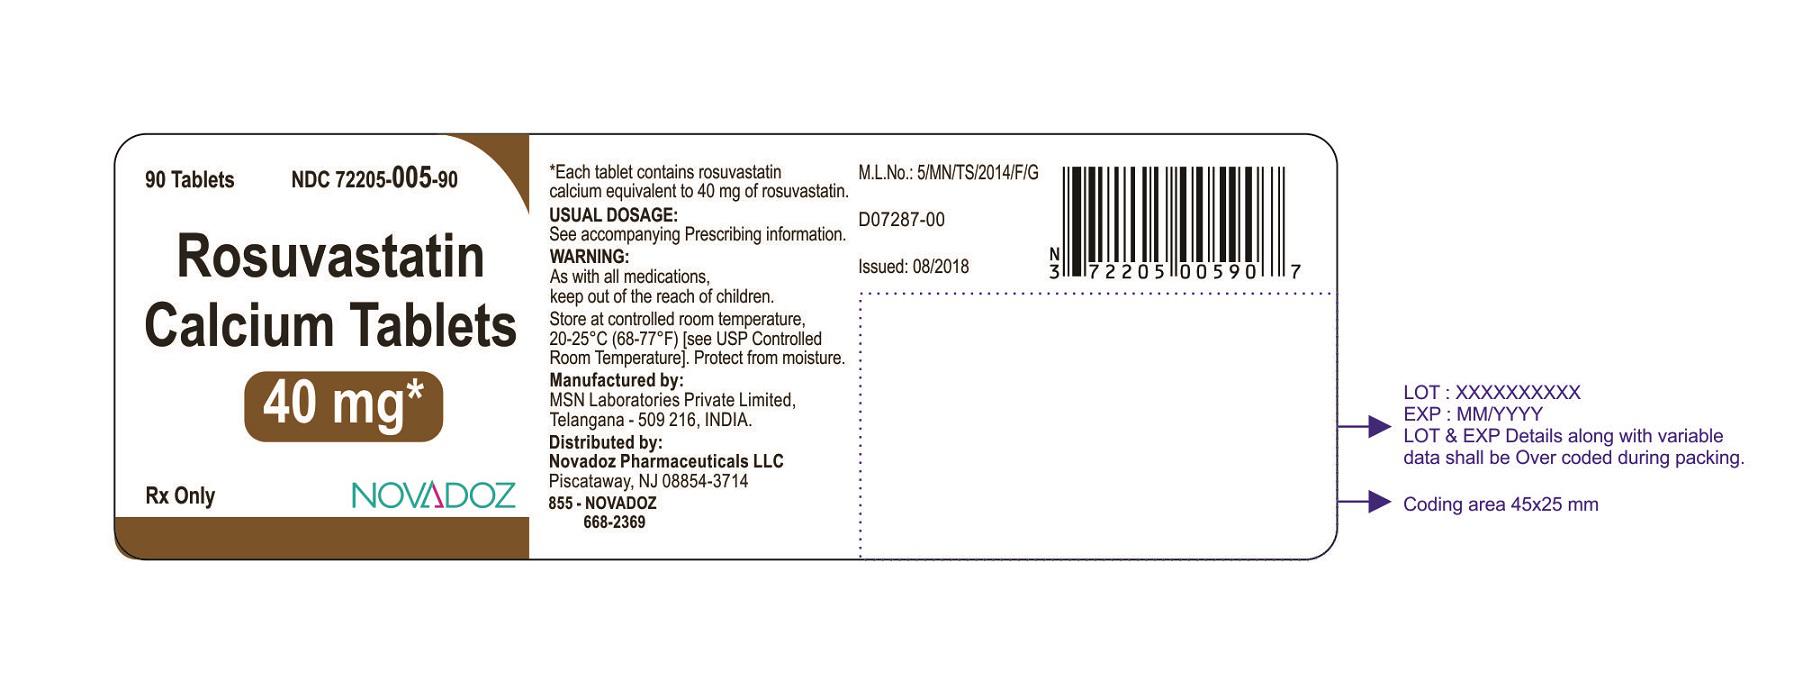 90 Tablets NDC 72205-005-90
Rosuvastatin
Calcium Tablets
40 mg*
Rx Only NOVADOZ
*Each tablet contains rosuvastatin
calcium equivalent to 40 mg of rosuvastatin.
USUAL DOSAGE:
See accompanying Prescribing information.
WARNING:
As with all medications,
keep out of the reach of children.
Store at controlled room temperature,
20-25°C (68-77°F) [see USP Controlled
Room Temperature]. Protect from moisture.
Manufactured by:
MSN Laboratories Private Limited,
Telangana - 509 216, INDIA.
Distributed by:
Novadoz Pharmaceuticals LLC
Piscataway, NJ 08854-3714
855 - NOVADOZ
668-2369
M.L.No.: 5/MN/TS/2014/F/G
D07287-00
Issued: 08/2018
N
3 72205 00590 7
LOT : XXXXXXXXXX
EXP : MM/YYYY
LOT & EXP Details along with variable
data shall be Over coded during packing.
Coding area 45x25 mm